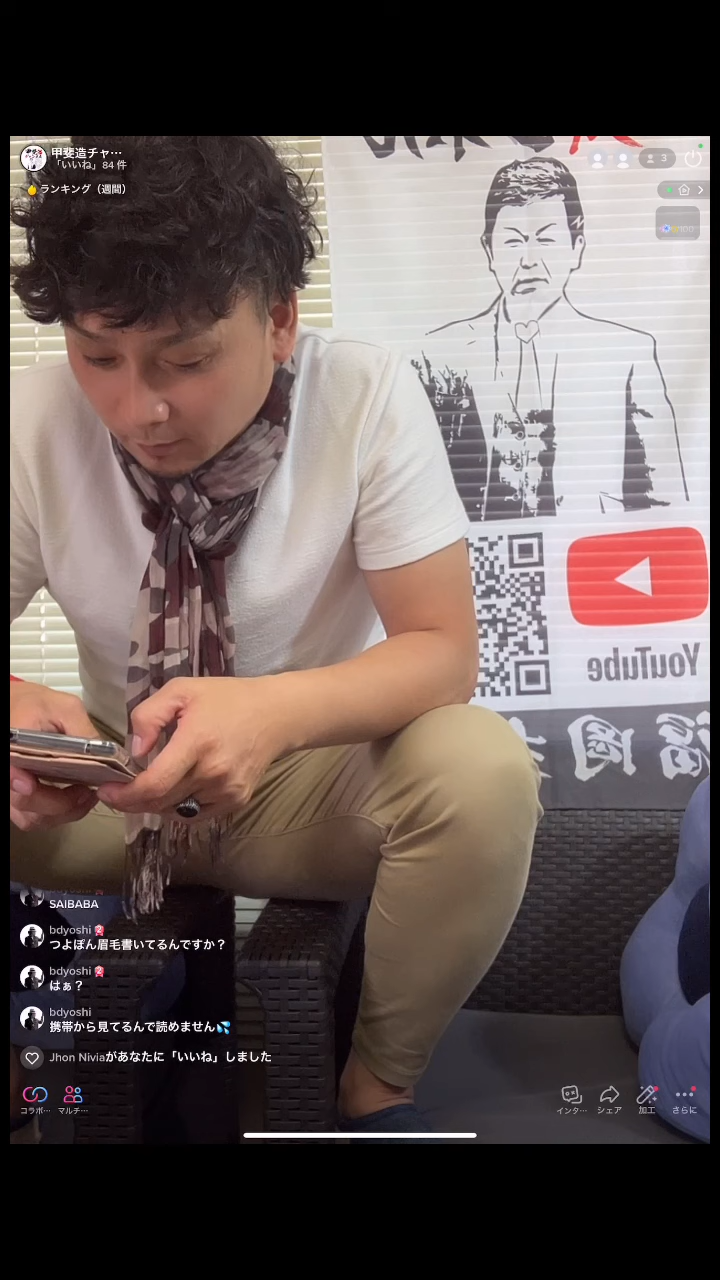 甲斐造チャ…
「いいね」84 件
3
ランキング（週間）
YouTube
SAIBABA
bdyoshi
つよぽん眉毛書いてるんですか？
bdyoshi
はぁ？
bdyoshi
携帯から見てるんで読めません💦
Jhon Niviaがあなたに「いいね」しました
コラボ…
マルチ…
インタ…
シェア
加工
さらに